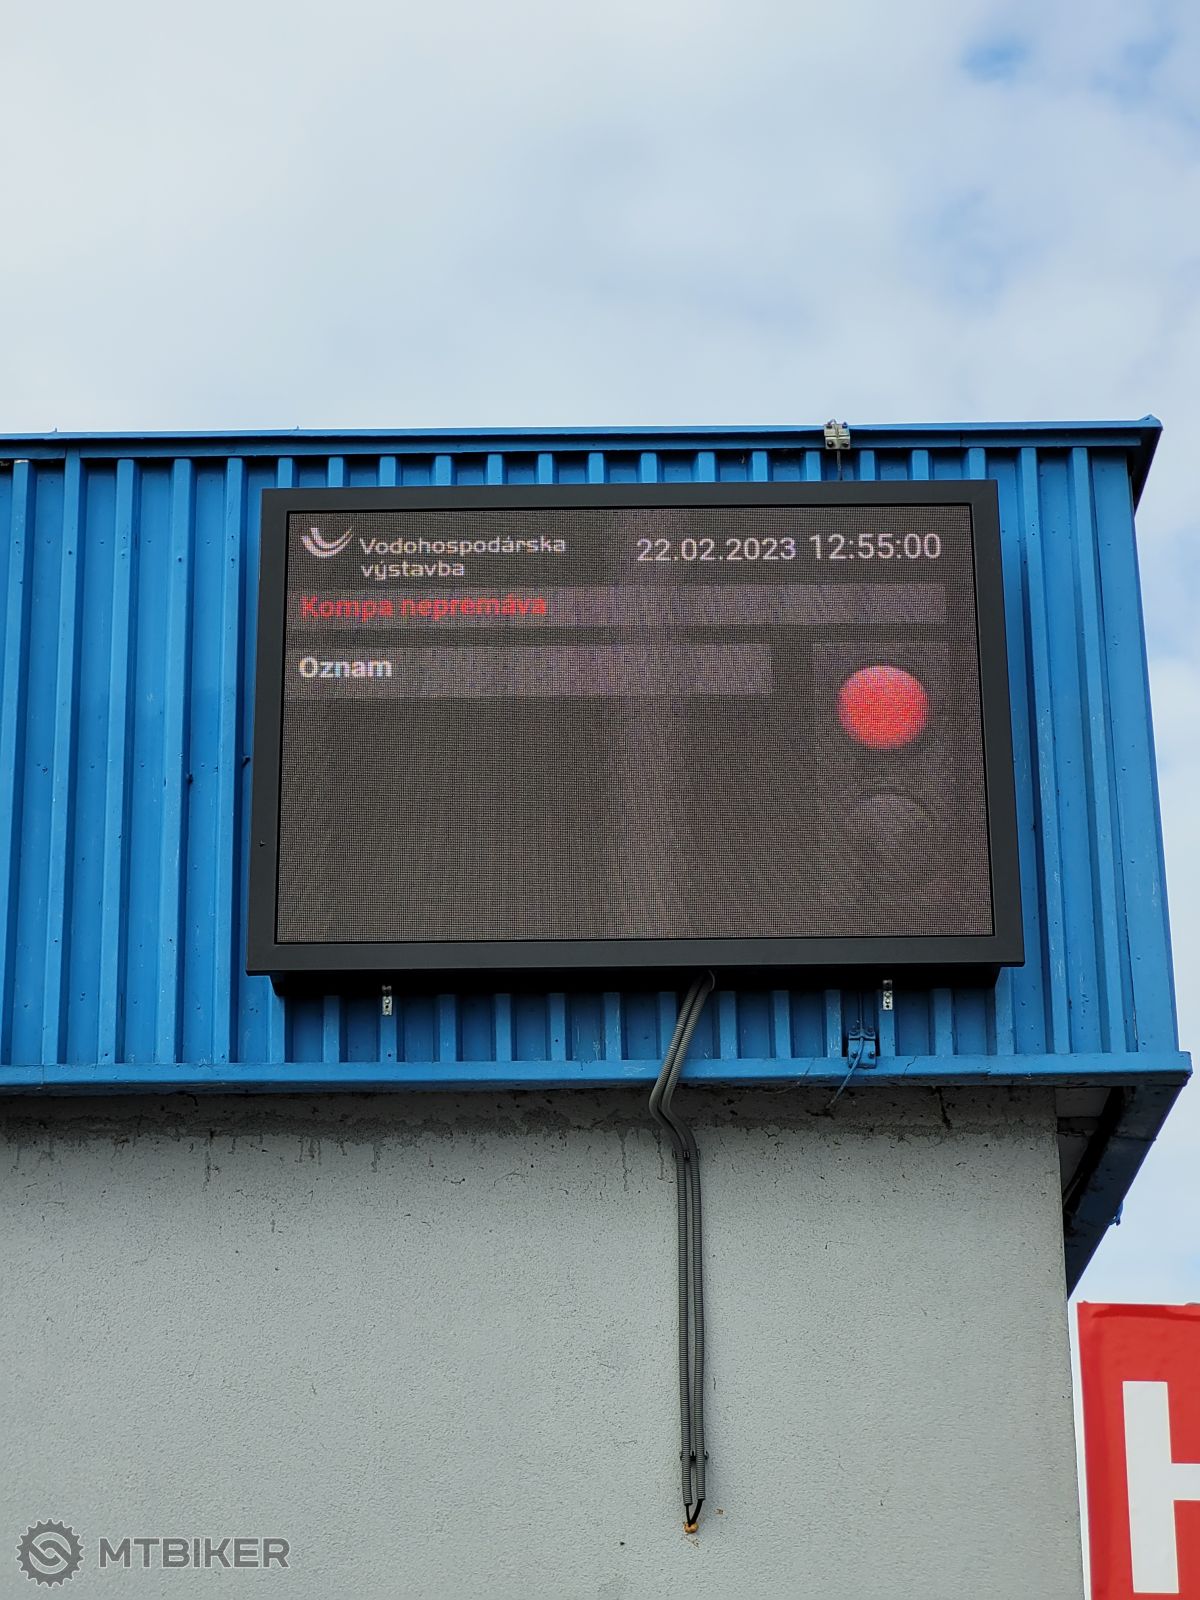 Vodohospodárska
výstavba
22.02.2023 12:55:00
Kompa nepremáva
Oznam
H
MTBIKER